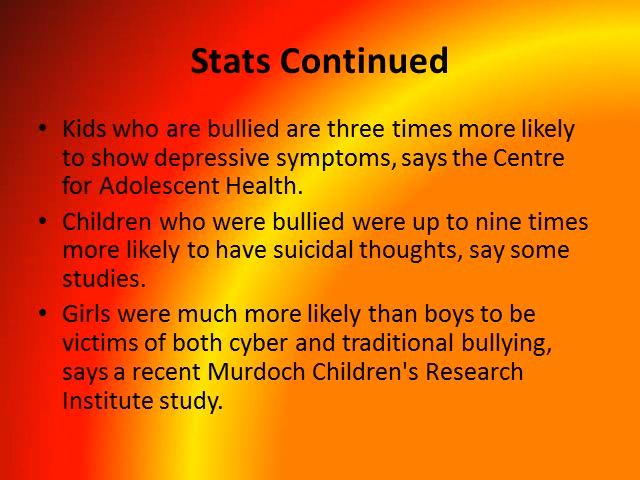 Stats Continued
• Kids who are bullied are three times more likely
to show depressive symptoms, says the Centre
for Adolescent Health.
• Children who were bullied were up to nine times
more likely to have suicidal thoughts, say some
studies.
• Girls were much more likely than boys to be
victims of both cyber and traditional bullying,
says a recent Murdoch Children's Research
Institute study.